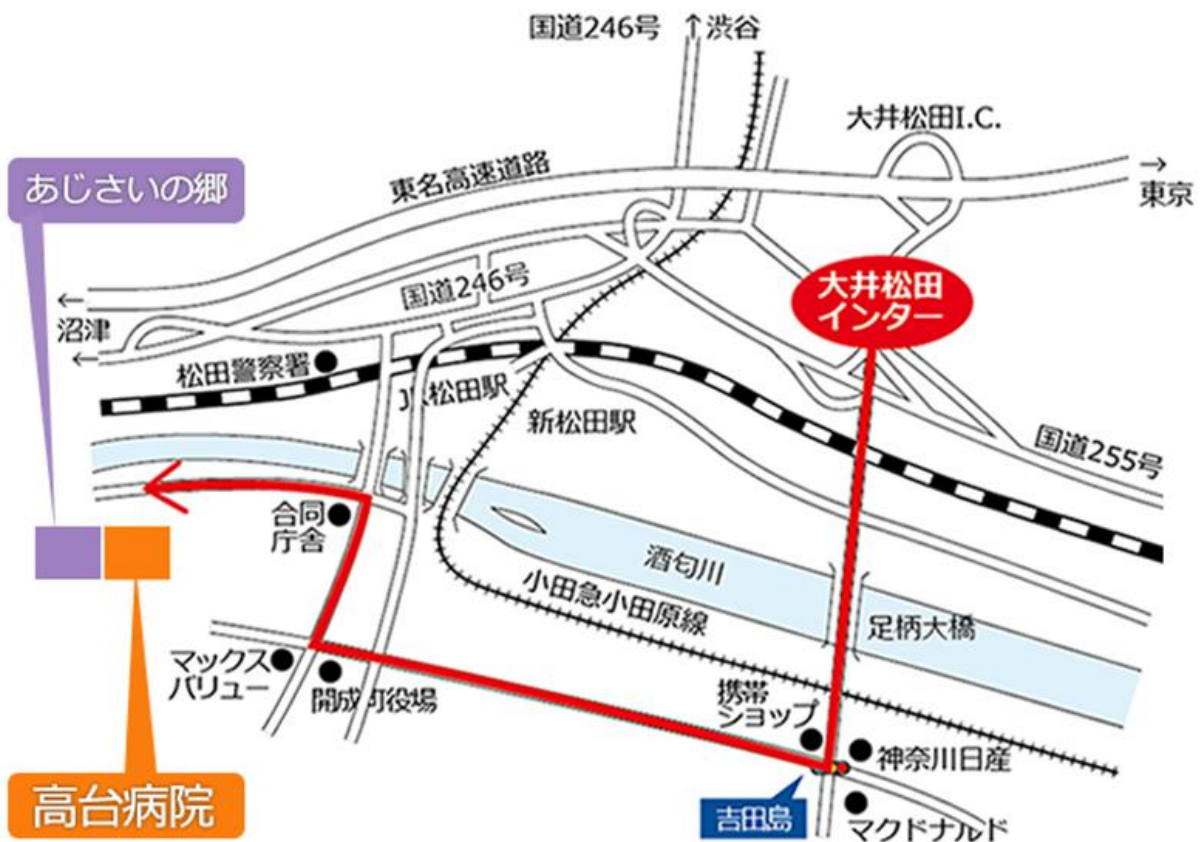 国道246号 ↑渋谷
大井松田I.C.
東名高速道路
→
東京
あじさいの郷
大井松田
インター
国道246号
←
沼津
←
松田警察署
JR松田駅
新松田駅
国道255号
合同
庁舎
酒匂川
小田急小田原線
足柄大橋
マックス
バリュー
開成町役場
携帯
ショップ
神奈川日産
高台病院
吉田島
マクドナルド